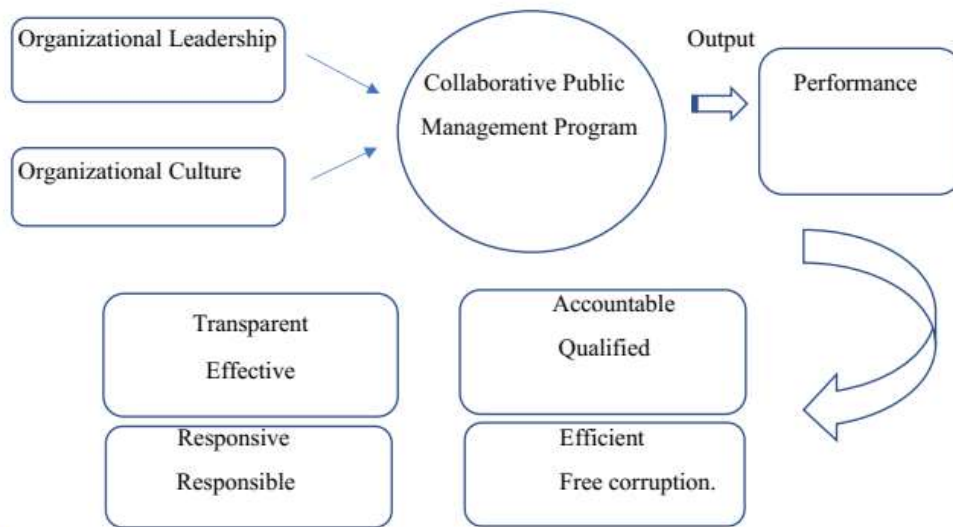 Organizational Leadership
Organizational Culture
Collaborative Public
Management Program
Output
Performance
Transparent
Effective
Accountable
Qualified
Responsive
Responsible
Efficient
Free corruption.